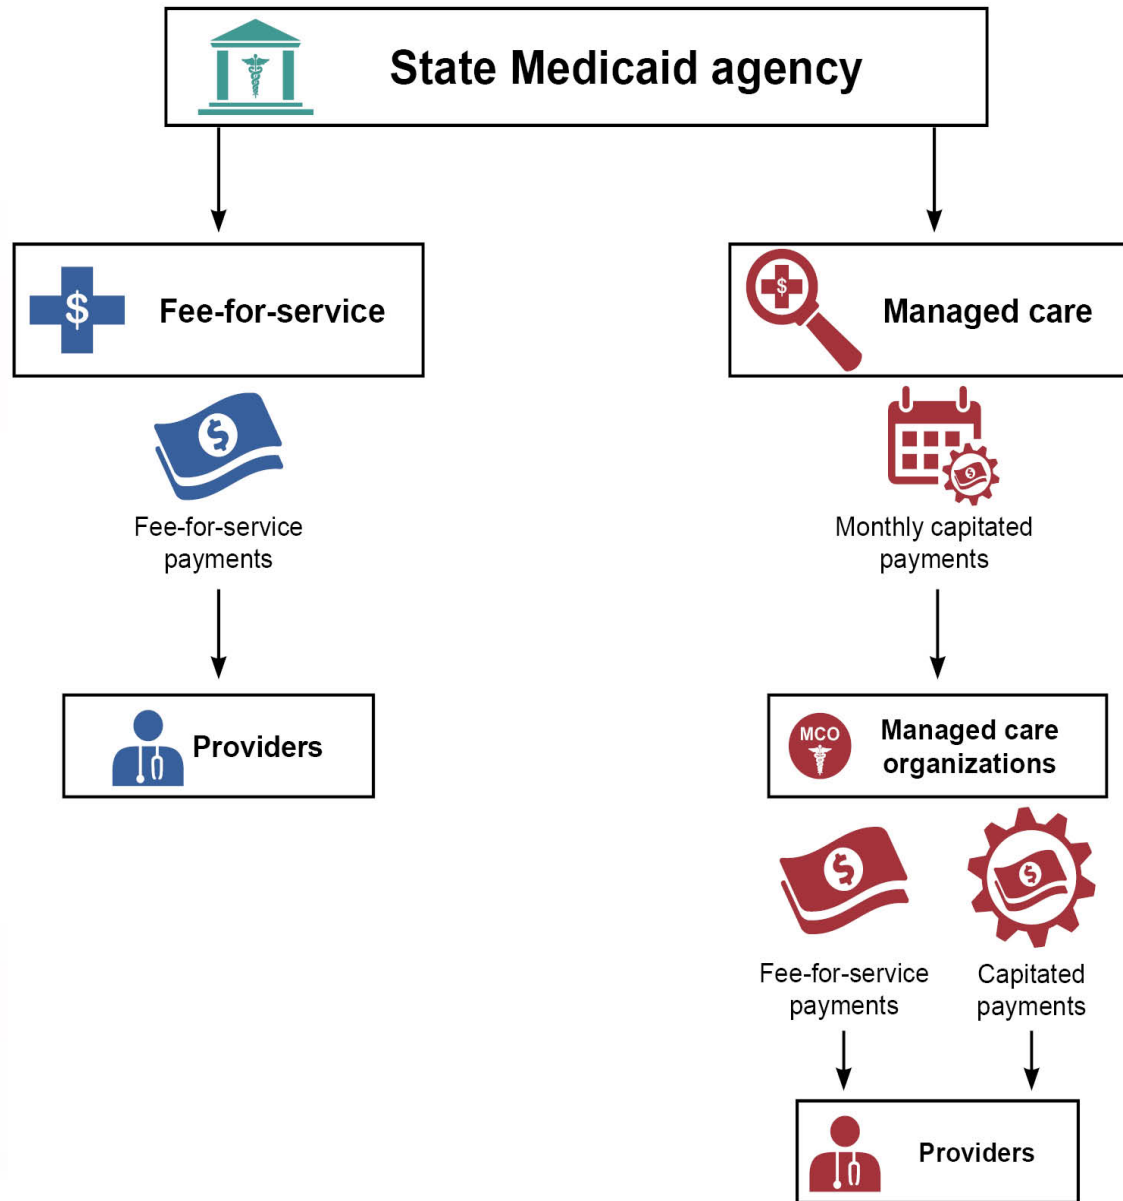 State Medicaid agency
$
Fee-for-service
$
Managed care
$
$
Fee-for-service
payments
Monthly capitated
payments
Providers
MCO
Managed care
organizations
$
$
Fee-for-service
payments
Capitated
payments
Providers